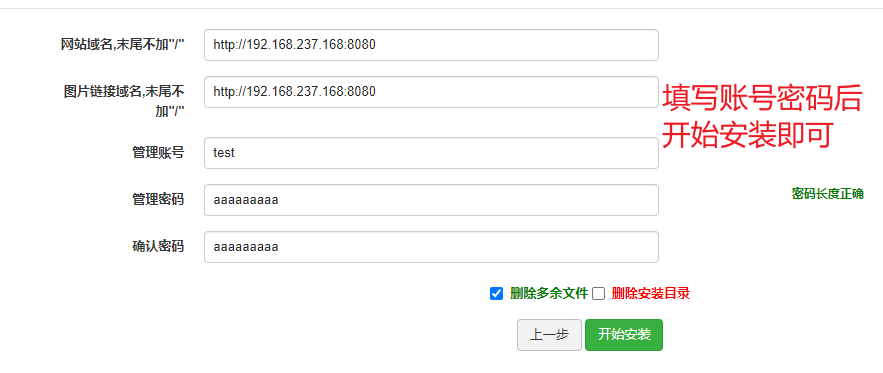 网站域名,末尾不加"/"
http://192.168.237.168:8080
图片链接域名,末尾不
加"/"
http://192.168.237.168:8080
填写账号密码后
开始安装即可
管理账号
test
管理密码
aaaaaaaaa
密码长度正确
确认密码
aaaaaaaaa
删除多余文件 删除安装目录
上一步 开始安装